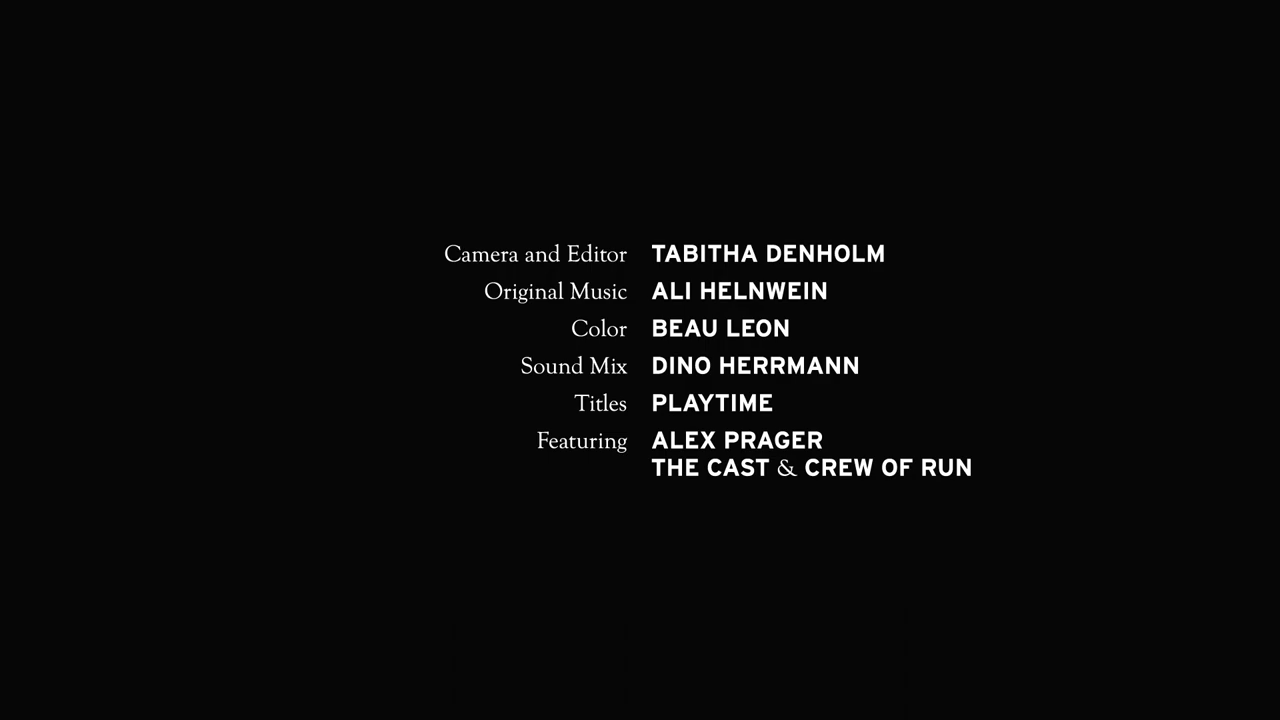 Camera and Editor TABITHA DENHOLM
Original Music ALI HELNWEIN
Color BEAU LEON
Sound Mix DINO HERRMANN
Titles PLAYTIME
Featuring ALEX PRAGER
THE CAST & CREW OF RUN